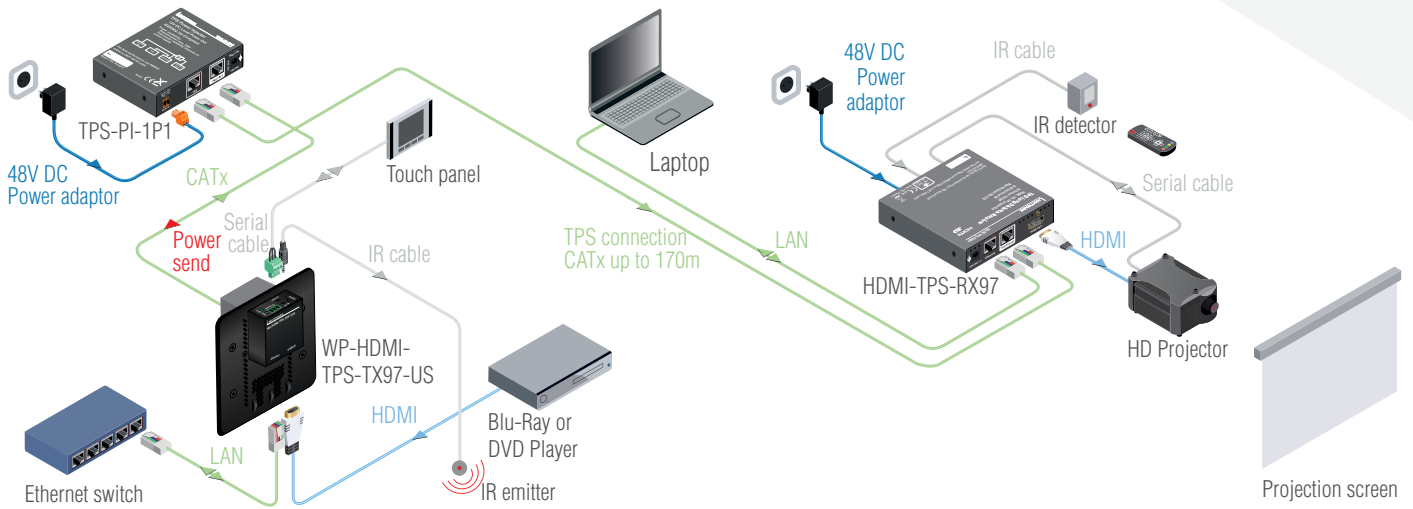 TPS-PI-1P1
48V DC
Power adaptor
CATx
Power
send
Serial
cable
Touch panel
IR cable
WP-HDMI-
TPS-TX97-US
Ethernet switch
LAN
HDMI
Blu-Ray or
DVD Player
IR emitter
Laptop
TPS connection
CATx up to 170m
LAN
48V DC
Power
adaptor
IR cable
IR detector
Serial cable
HDMI
HDMI-TPS-RX97
HD Projector
Projection screen